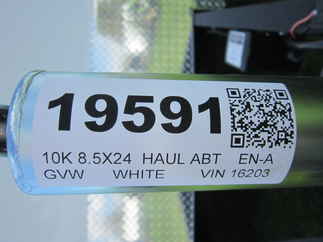 19591
10K 8.5X24 HAUL ABT EN-A
GVW WHITE VIN 16203